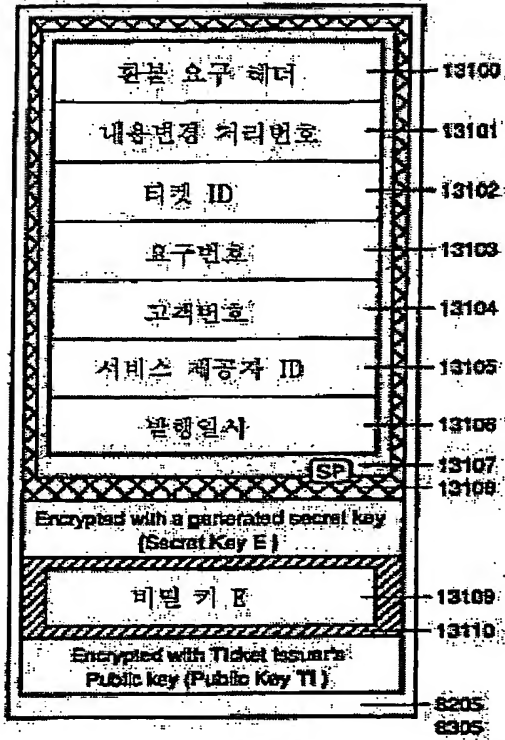 환불 요구 헤더 13100
내용변경 처리번호 13101
티켓 ID 13102
요구번호 13103
고객번호 13104
서비스 제공자 ID 13105
발행일시 13106
SP 13107
13108
Encrypted with a generated secret key
(Secret Key E)
비밀 키 E 13109
13110
Encrypted with Ticket Issuer's
Public key (Public Key TI)
8205
8305